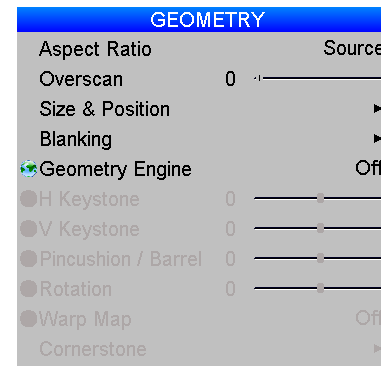 GEOMETRY
Aspect Ratio Source
Overscan 0
Size & Position
Blanking
Geometry Engine Off
H Keystone 0
V Keystone 0
Pincushion / Barrel 0
Rotation 0
Warp Map Off
Cornerstone